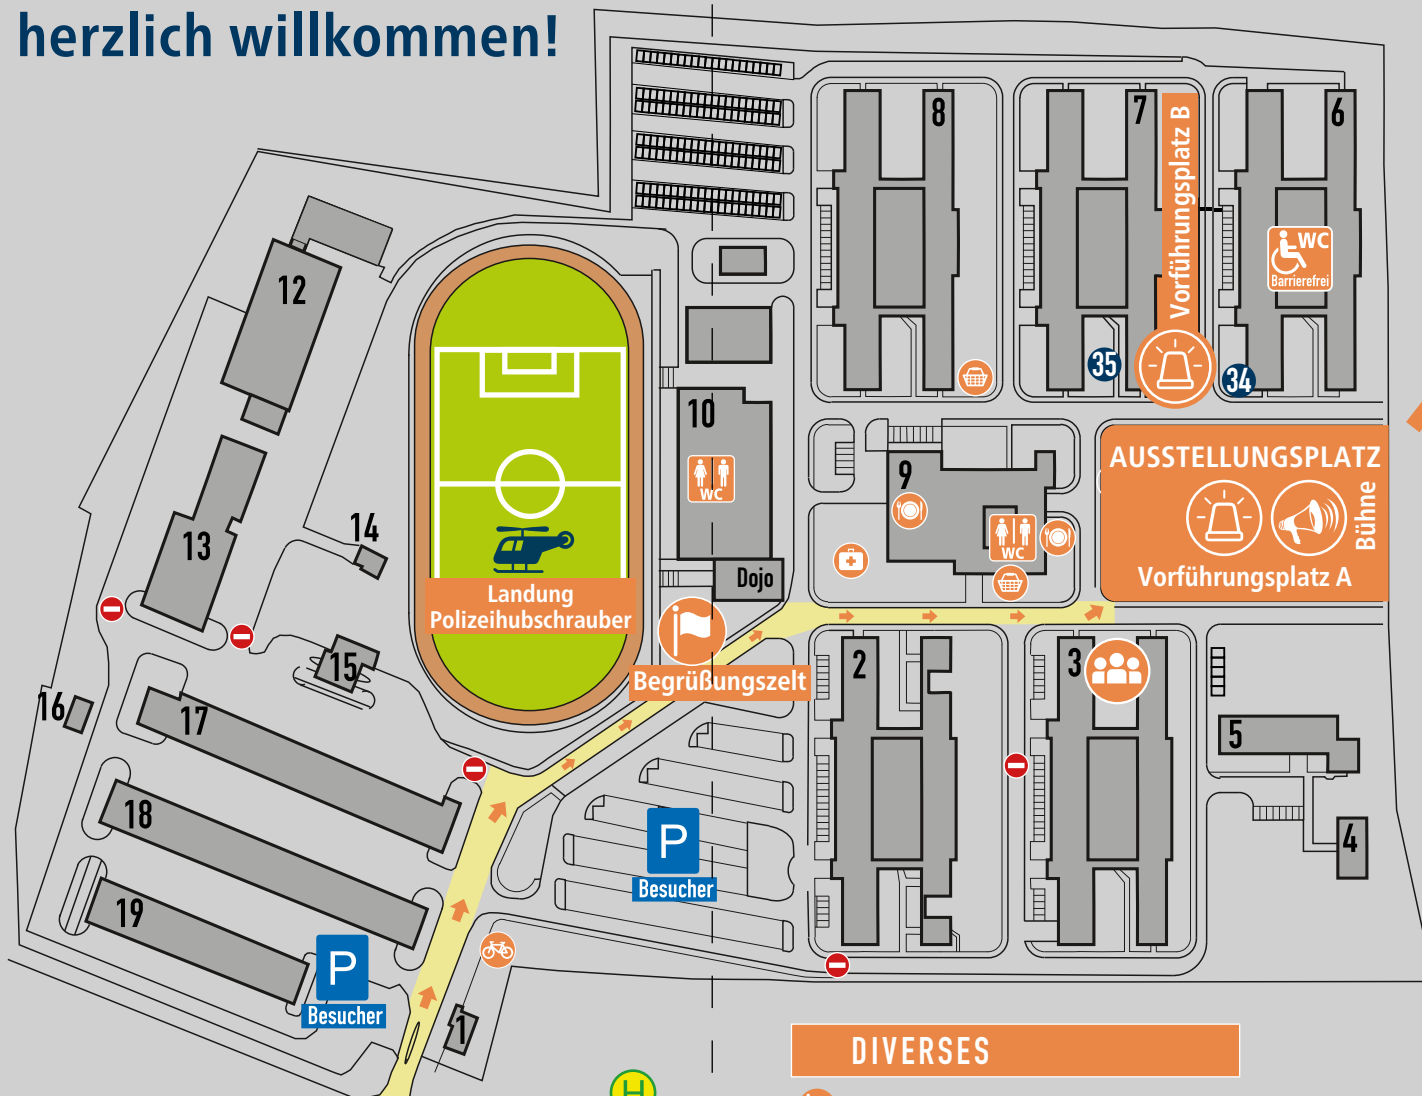 herzlich willkommen!
8
7
6
Vorführungsplatz B
WC
Barrierefrei
12
35
34
10
WC
9
WC
AUSSTELLUNGSPLATZ
Bühne
Vorführungsplatz A
13
14
Dojo
Landung
Polizeihubschrauber
Begrüßungszelt
15
2
3
16
17
5
18
P
Besucher
4
19
P
Besucher
1
DIVERSES
H